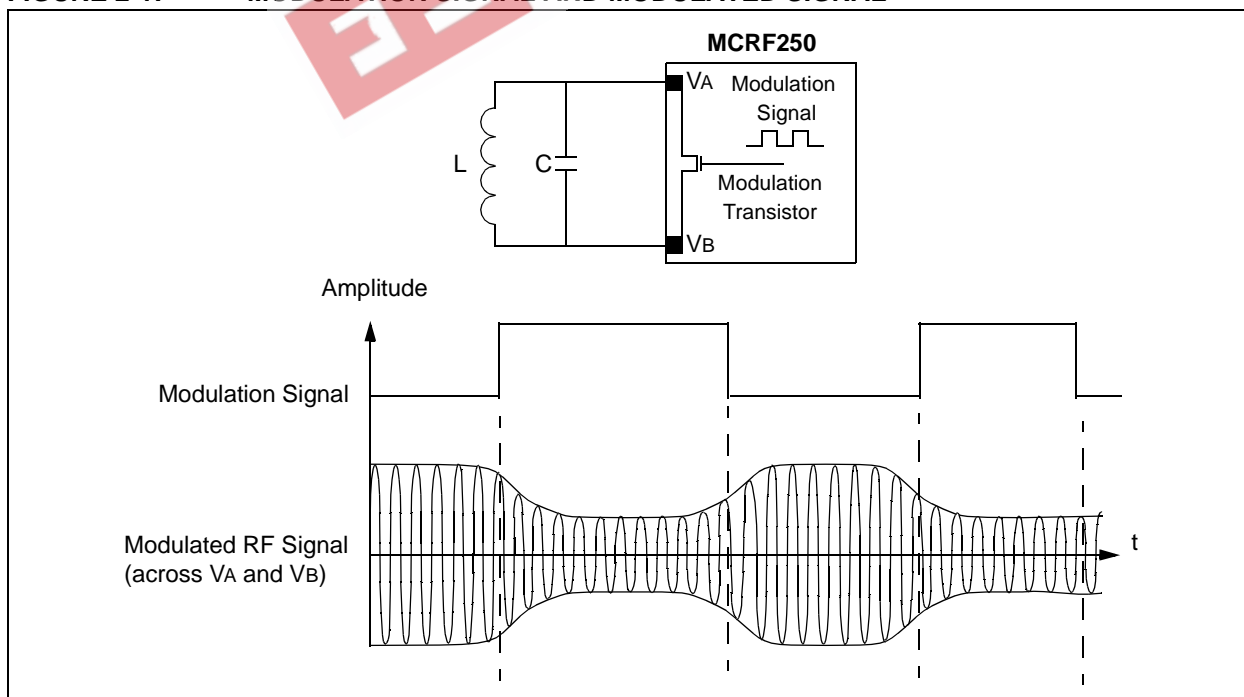 MCRF250
VA
Modulation
Signal
L
C
Modulation
Transistor
VB
Amplitude
Modulation Signal
Modulated RF Signal
(across VA and VB)
t